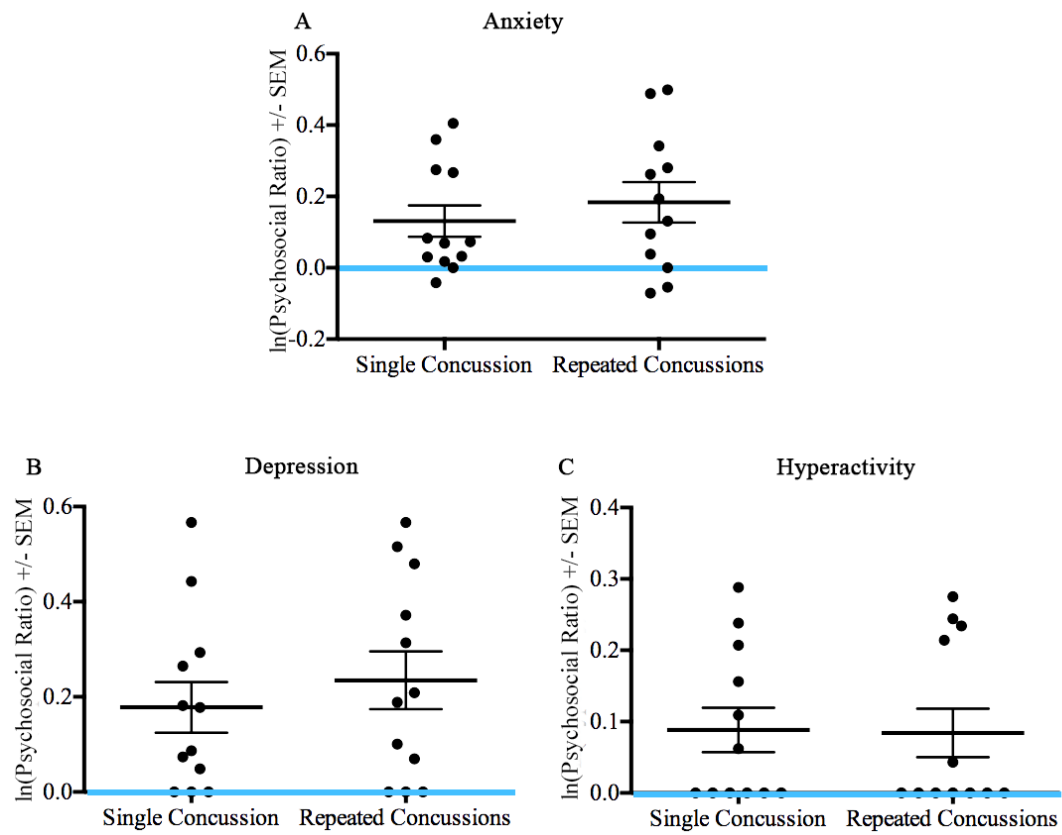 A
Anxiety
ln(Psychosocial Ratio) +/- SEM
0.6
0.4
0.2
0.0
-0.2
Single Concussion
Repeated Concussions
B
Depression
ln(Psychosocial Ratio) +/- SEM
0.6
0.4
0.2
0.0
Single Concussion
Repeated Concussions
C
Hyperactivity
ln(Psychosocial Ratio) +/- SEM
0.4
0.3
0.2
0.1
0.0
Single Concussion
Repeated Concussions